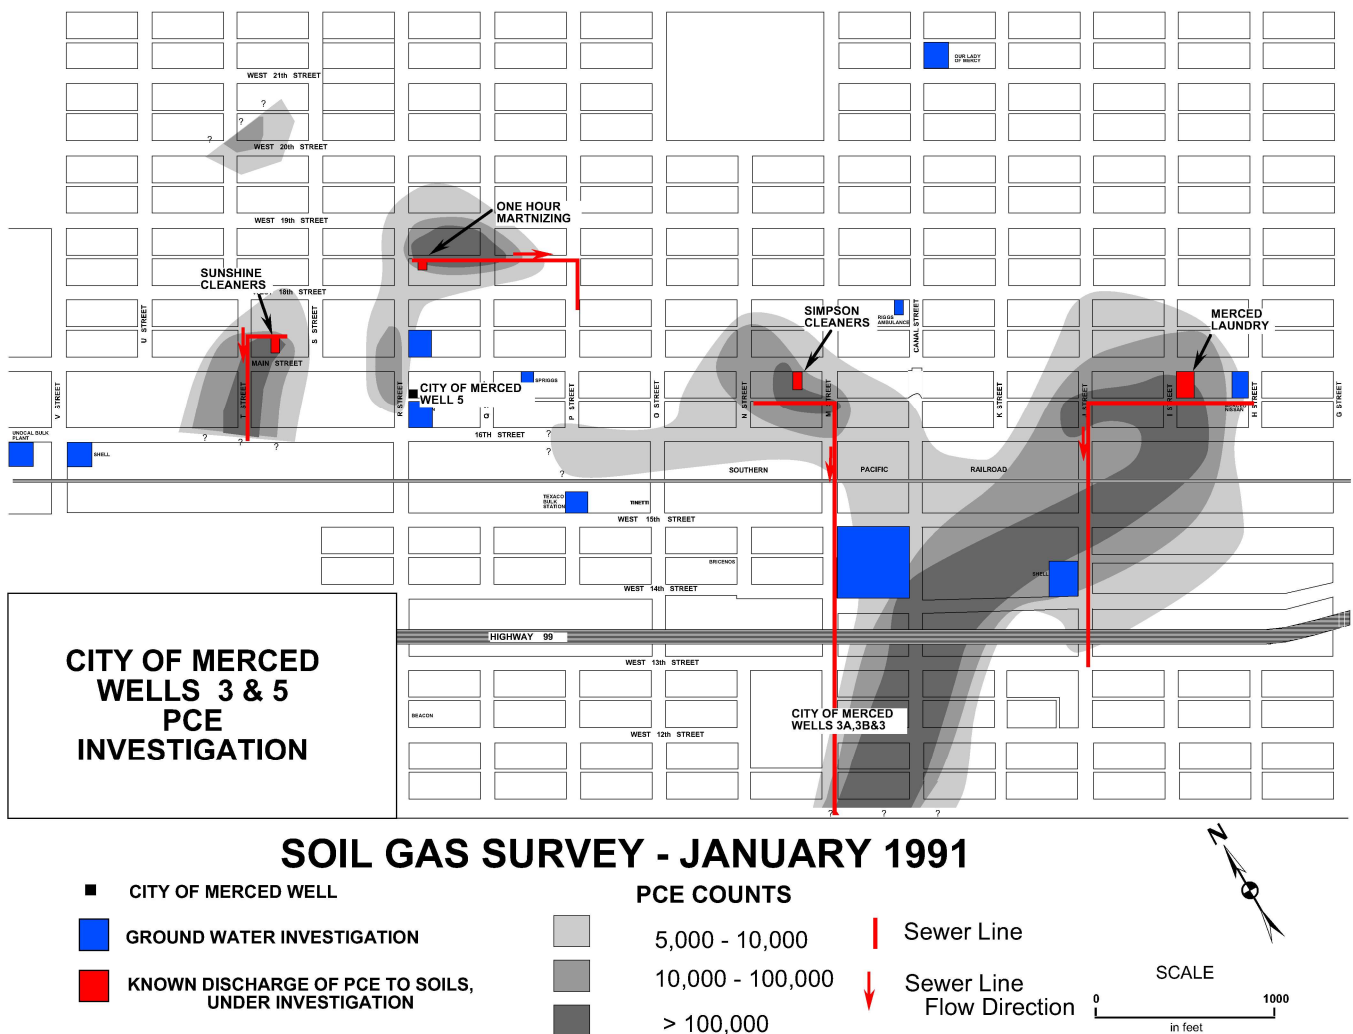 OUR LADY
OF MERCY
WEST 21th STREET
?
?
?
WEST 20th STREET
ONE HOUR
MARTNIZING
WEST 19th STREET
SUNSHINE
CLEANERS
18th STREET
SIMPSON
CLEANERS
RIGGS
AMBULANCE
MERCED
LAUNDRY
U STREET
S STREET
CANAL STREET
MAIN STREET
SPRIGGS
CITY OF MERCED
WELL 5
V STREET
T STREET
R STREET
P STREET
O STREET
N STREET
M STREET
K STREET
J STREET
I STREET
H STREET
G STREET
NISSAN
UNOCAL BULK
PLANT
16TH STREET
?
?
?
?
?
?
SHELL
SOUTHERN PACIFIC RAILROAD
TEXACO
BULK
STATION
TINETTI
WEST 15th STREET
BRICENOS
SHELL
WEST 14th STREET
HIGHWAY 99
WEST 13th STREET
CITY OF MERCED
WELLS 3 & 5
PCE
INVESTIGATION
BEACON
CITY OF MERCED
WELLS 3A,3B&3
WEST 12th STREET
? ? ?
SOIL GAS SURVEY - JANUARY 1991
N
CITY OF MERCED WELL
GROUND WATER INVESTIGATION
KNOWN DISCHARGE OF PCE TO SOILS,
UNDER INVESTIGATION
PCE COUNTS
5,000 - 10,000
10,000 - 100,000
> 100,000
Sewer Line
Sewer Line
Flow Direction
SCALE
0 1000
in feet